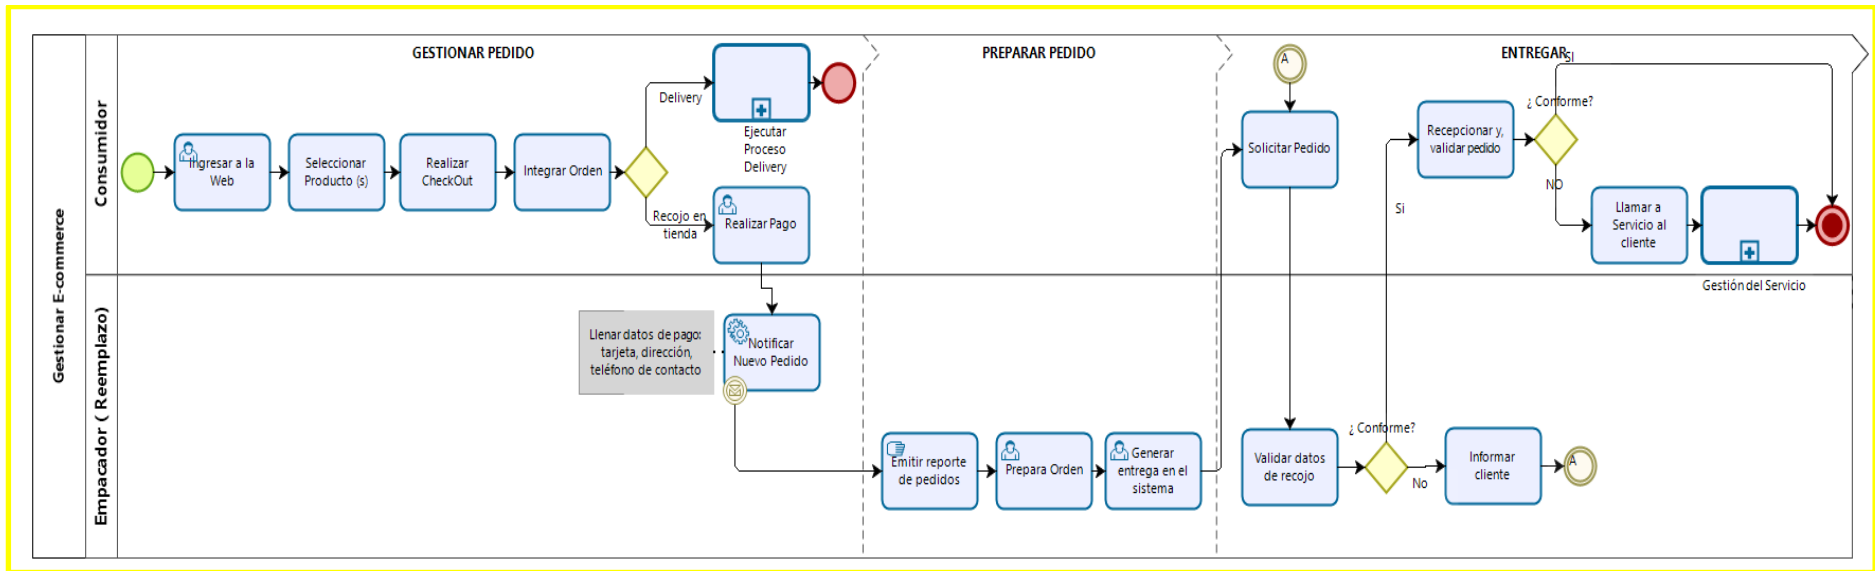 Gestionar E-commerce
Consumidor
Empacador ( Reemplazo)
GESTIONAR PEDIDO
PREPARAR PEDIDO
ENTREGAR
Ingresar a la
Web
Seleccionar
Producto (s)
Realizar
CheckOut
Integrar Orden
Delivery
Ejecutar
Proceso
Delivery
Recojo en
tienda
Realizar Pago
Llenar datos de pago:
tarjeta, dirección,
teléfono de contacto
Notificar
Nuevo Pedido
Emitir reporte
de pedidos
Prepara Orden
Generar
entrega en el
sistema
A
Solicitar Pedido
Validar datos
de recojo
¿ Conforme?
Si
No
Informar
cliente
A
Recepcionar y,
validar pedido
¿ Conforme?
SI
NO
Llamar a
Servicio al
cliente
Gestión del Servicio